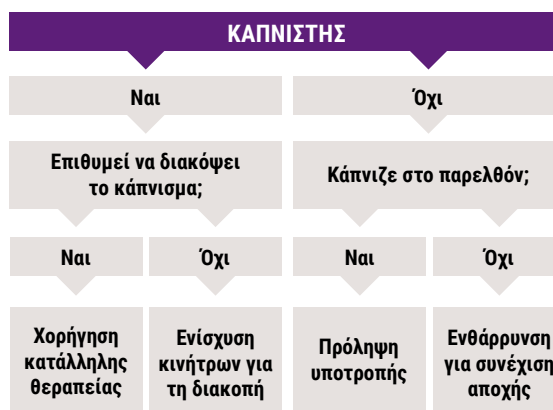 ΚΑΠΝΙΣΤΗΣ
Ναι
Όχι
Επιθυμεί να διακόψει
το κάπνισμα;
Κάπνιζε στο παρελθόν;
Ναι
Όχι
Ναι
Όχι
Χορήγηση
κατάλληλης
θεραπείας
Ενίσχυση
κινήτρων για
τη διακοπή
Πρόληψη
υποτροπής
Ενθάρρυνση
για συνέχιση
αποχής